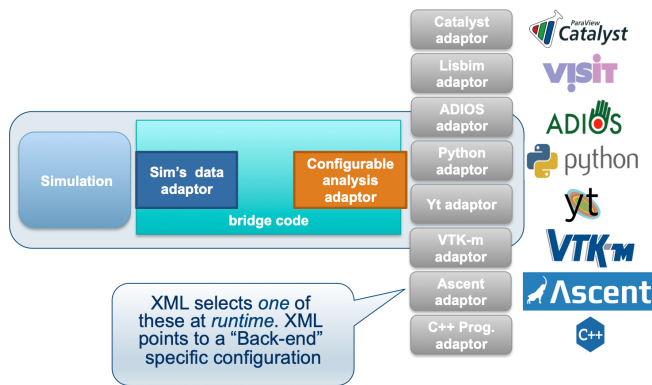 Catalyst
adaptor
ParaView
Catalyst
Lisbim
adaptor
VISIT
ADIOS
adaptor
ADIOS
Python
adaptor
python
Simulation
Sim's data
adaptor
Configurable
analysis
adaptor
bridge code
Yt adaptor
yt
VTK-m
adaptor
VTK-m
Ascent
adaptor
Ascent
C++ Prog.
adaptor
C++
XML selects one of
these at runtime. XML
points to a “Back-end”
specific configuration